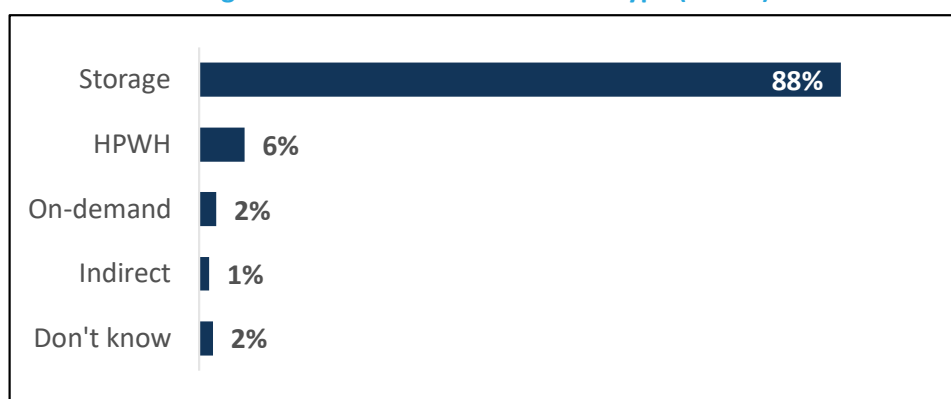 Storage 88%
HPWH 6%
On-demand 2%
Indirect 1%
Don't know 2%